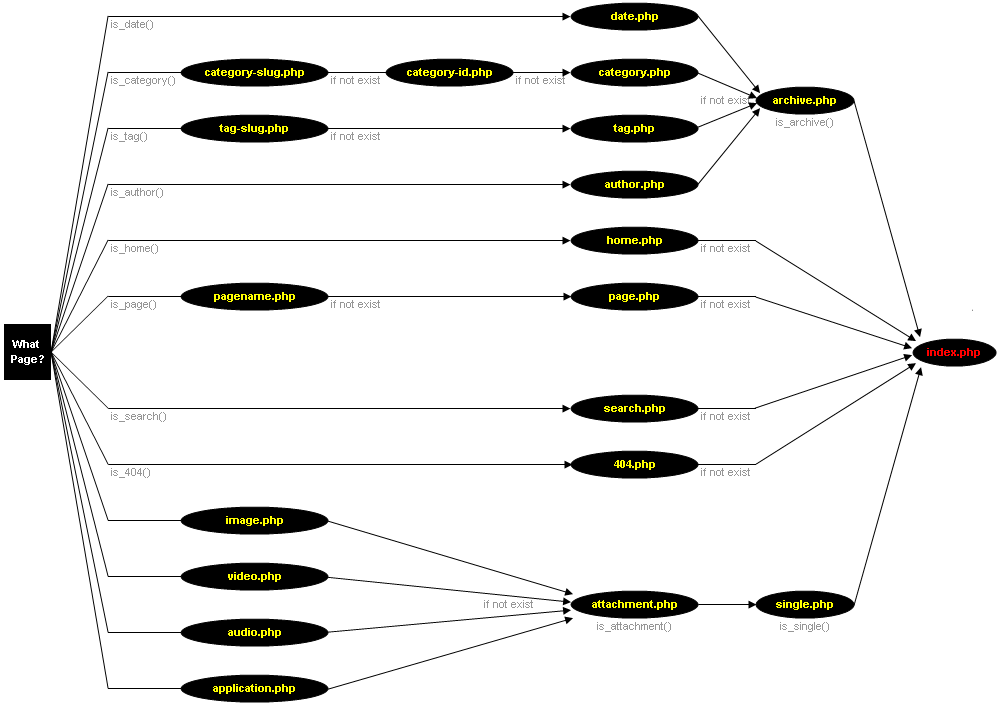 date.php
is_date()
category-slug.php
category-id.php
category.php
is_category()
if not exist
if not exist
if not exist
archive.php
is_archive()
tag-slug.php
tag.php
is_tag()
if not exist
author.php
is_author()
home.php
is_home()
if not exist
pagename.php
page.php
is_page()
if not exist
if not exist
What
Page?
index.php
search.php
is_search()
if not exist
404.php
is_404()
if not exist
image.php
video.php
if not exist
attachment.php
single.php
is_attachment()
is_single()
audio.php
application.php